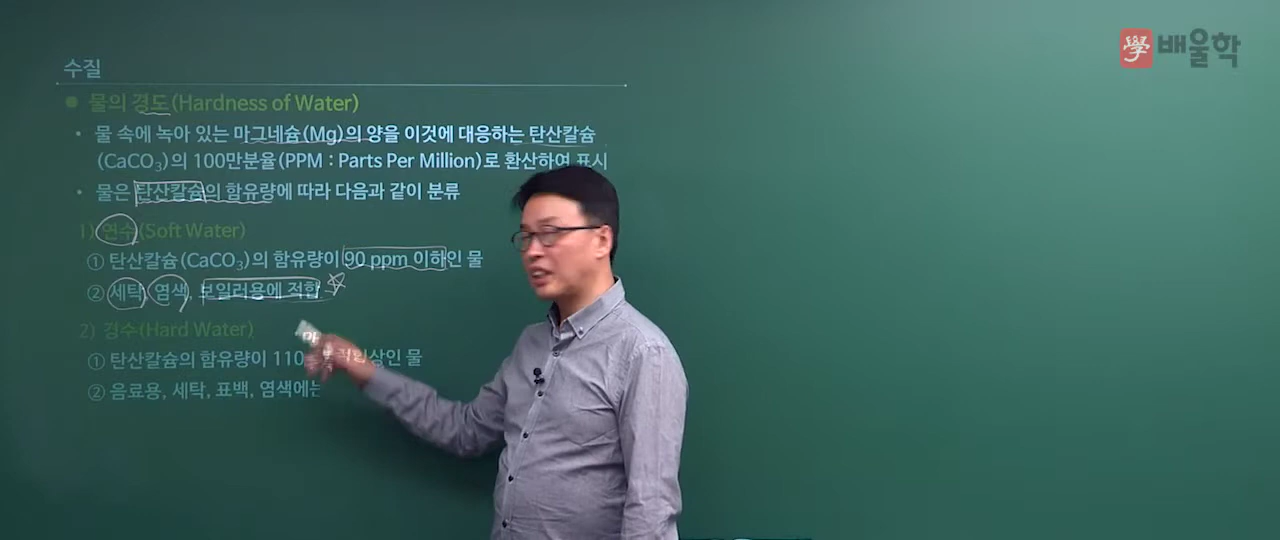 學 배울학
수질
● 물의 경도(Hardness of Water)
• 물 속에 녹아 있는 마그네슘(Mg)의 양을 이것에 대응하는 탄산칼슘
(CaCO₃)의 100만분율(PPM : Parts Per Million)로 환산하여 표시
• 물은 탄산칼슘의 함유량에 따라 다음과 같이 분류
1) 연수(Soft Water)
① 탄산칼슘(CaCO₃)의 함유량이 90 ppm 이하인 물
② 세탁, 염색, 보일러용에 적합
2) 경수(Hard Water)
① 탄산칼슘의 함유량이 110 이상인 물
② 음료용, 세탁, 표백, 염색에는